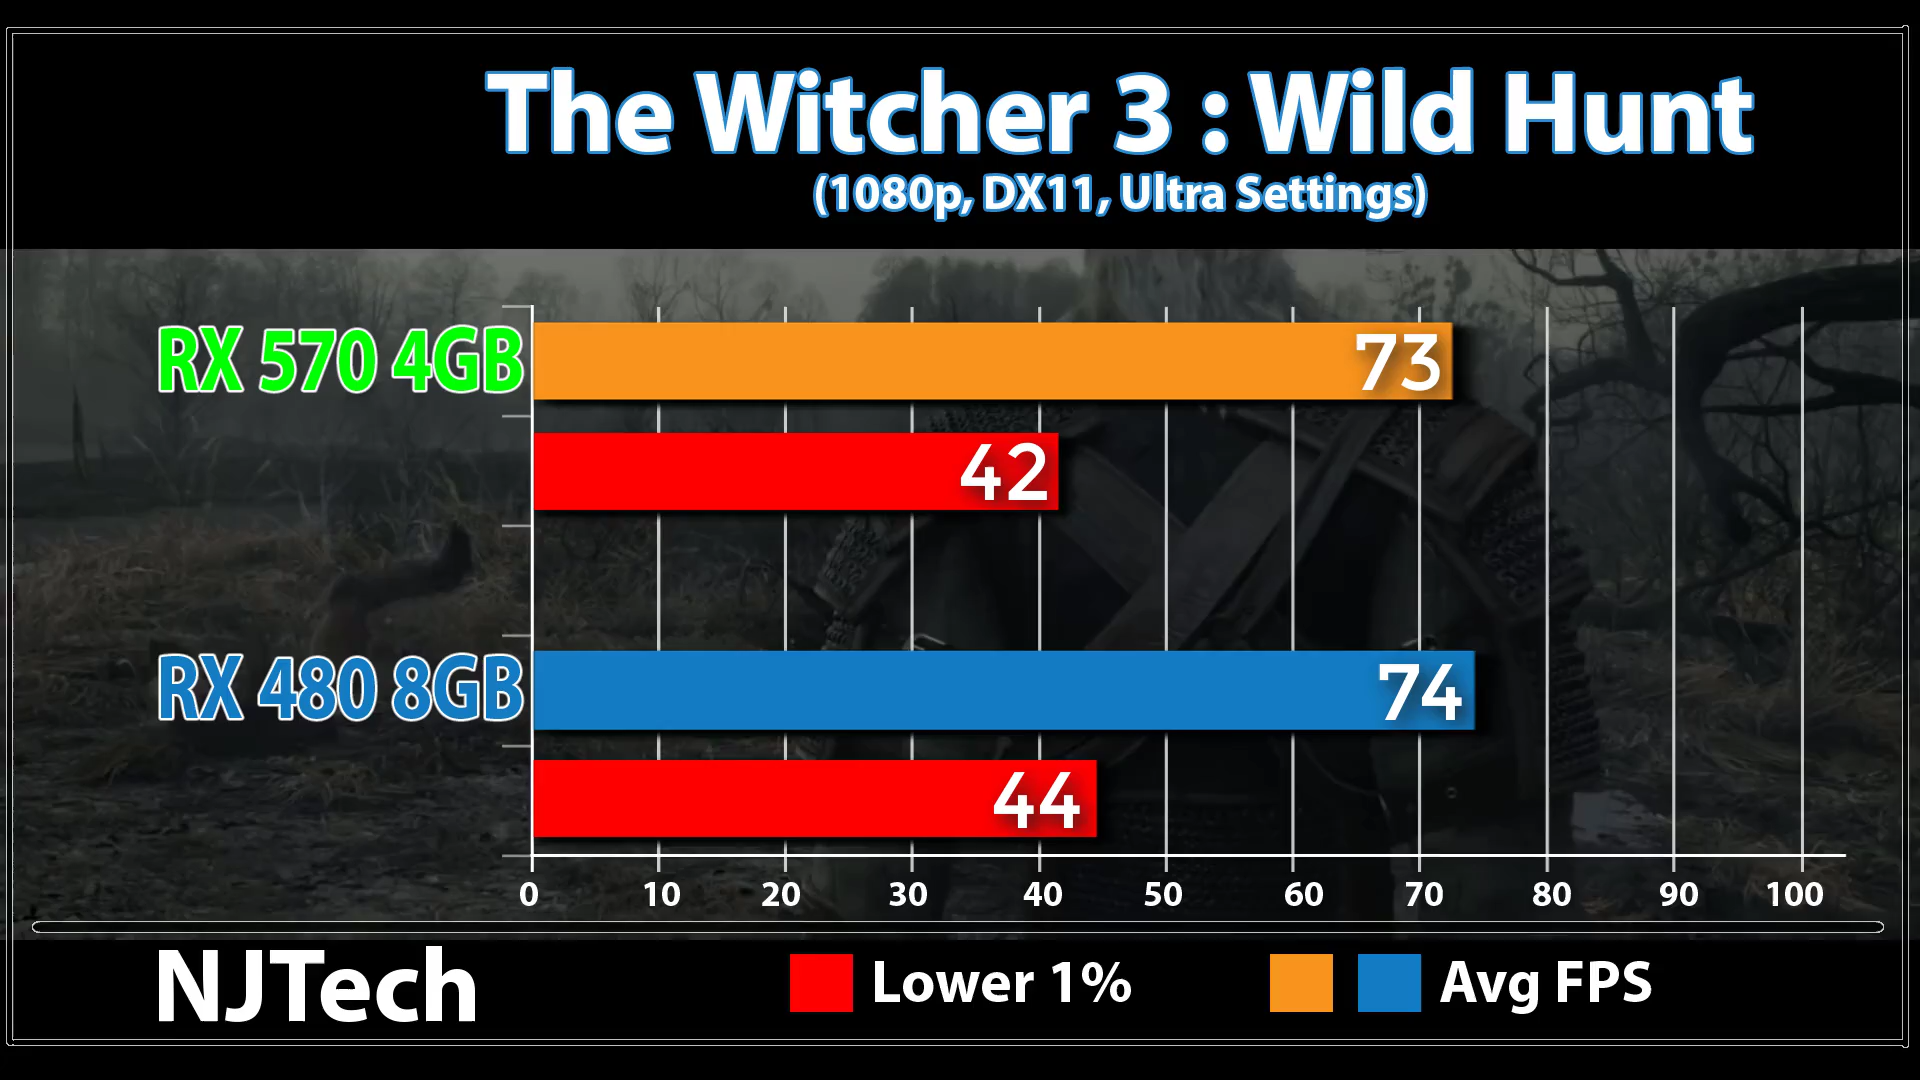 The Witcher 3 : Wild Hunt
(1080p, DX11, Ultra Settings)
RX 570 4GB
73
42
RX 480 8GB
74
44
0 10 20 30 40 50 60 70 80 90 100
NJTech
Lower 1%
Avg FPS